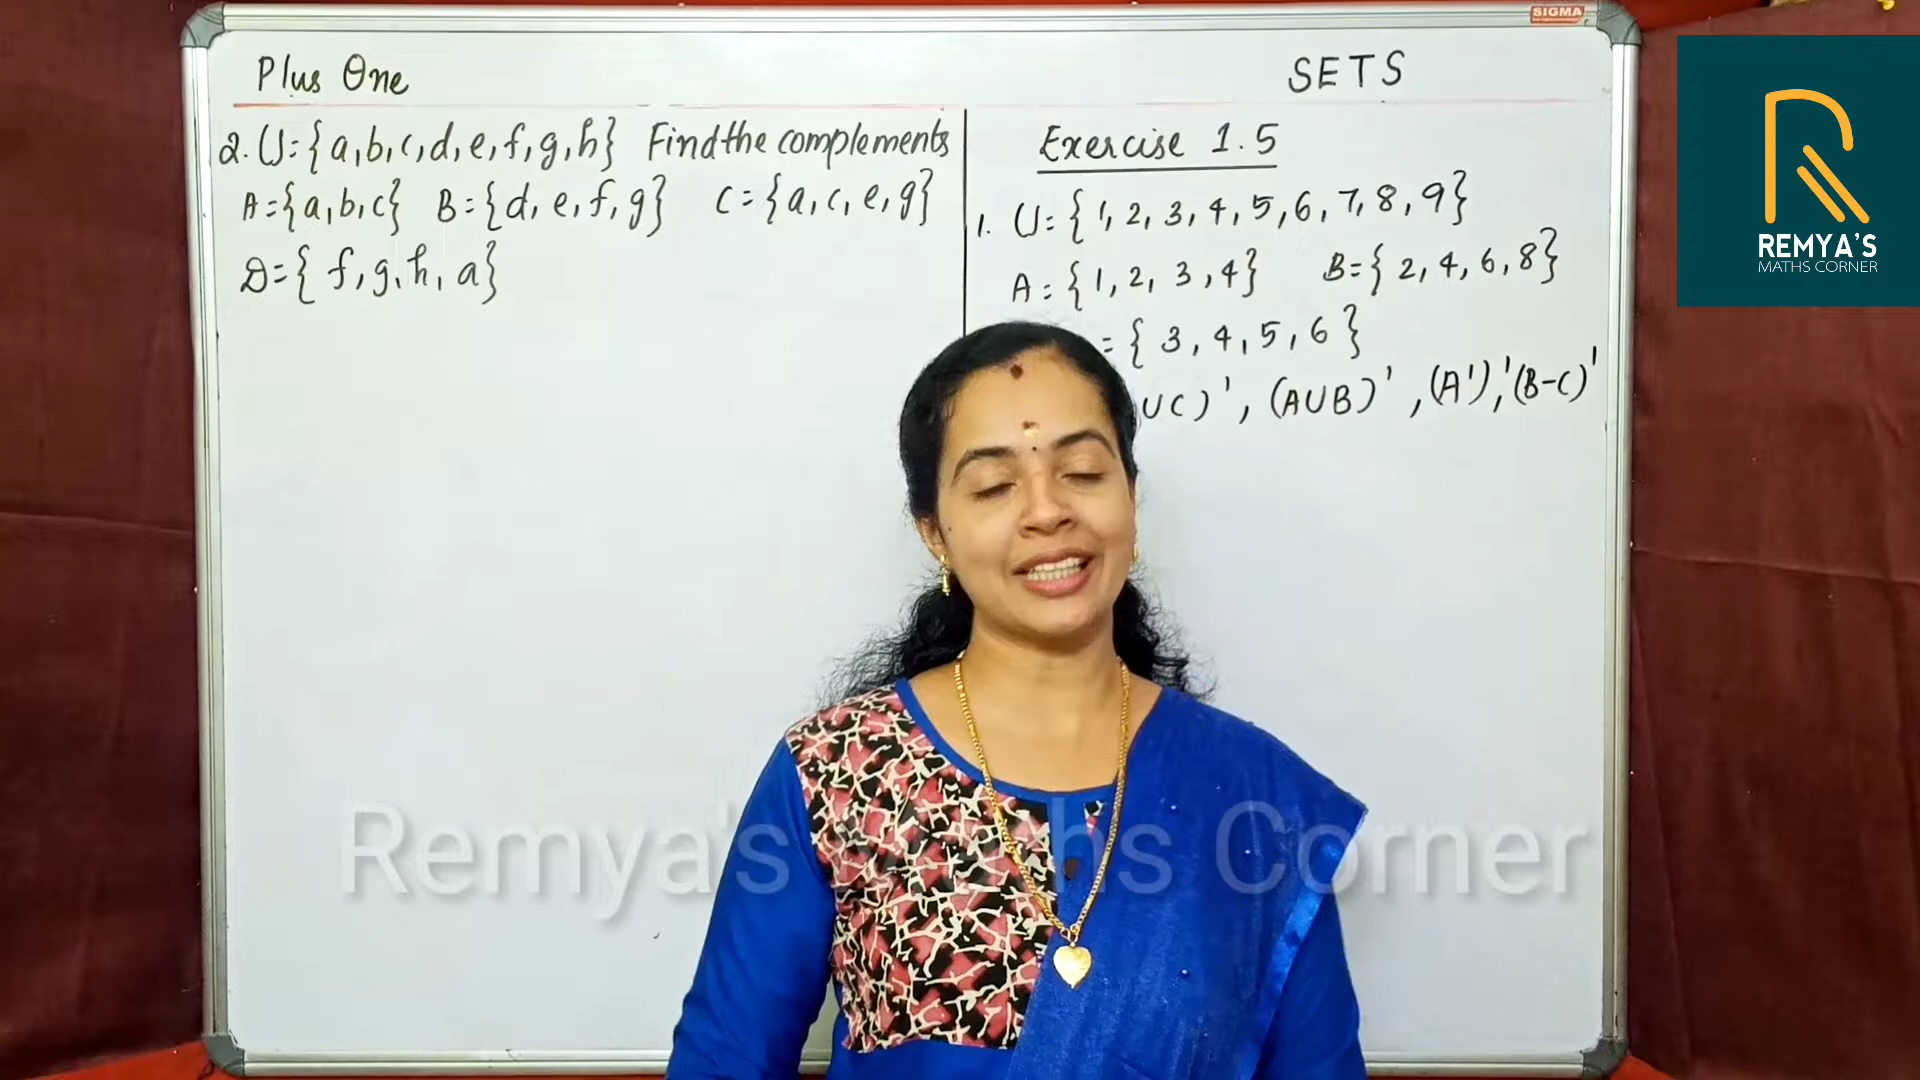 SIGMA
Plus One
SETS
2. U={a,b,c,d,e,f,g,h} Find the complements
A={a,b,c} B={d,e,f,g} C={a,c,e,g}
D={f,g,h,a}
Exercise 1.5
1. U={1,2,3,4,5,6,7,8,9}
A={1,2,3,4} B={2,4,6,8}
={3,4,5,6}
∪C)', (A∪B)', (A')', (B-C)'
REMYA'S
MATHS CORNER
Remya's Maths Corner